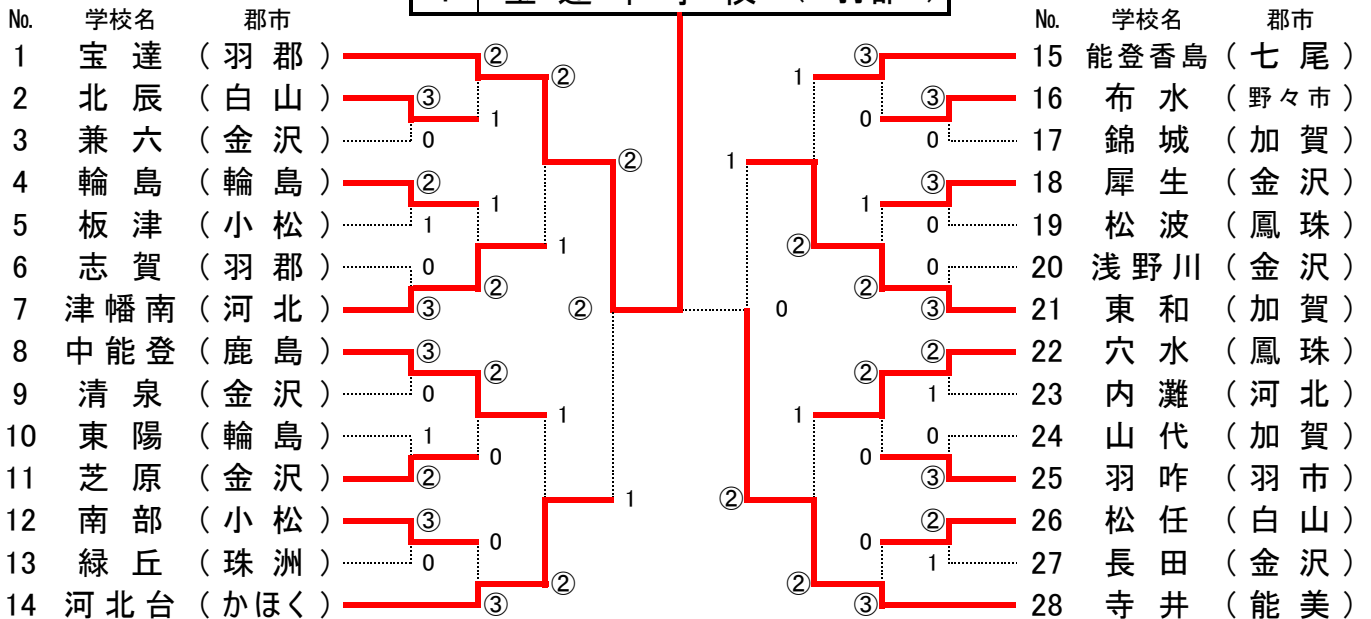 1 宝達中学校 ( 羽郡 )
No. 学校名 郡市
1 宝達 ( 羽郡 )
2 北辰 ( 白山 )
3 兼六 ( 金沢 )
4 輪島 ( 輪島 )
5 板津 ( 小松 )
6 志賀 ( 羽郡 )
7 津幡南 ( 河北 )
8 中能登 ( 鹿島 )
9 清泉 ( 金沢 )
10 東陽 ( 輪島 )
11 芝原 ( 金沢 )
12 南部 ( 小松 )
13 緑丘 ( 珠洲 )
14 河北台 ( かほく )
②
③
1
0
②
1
1
0
②
③
③
②
0
1
0
②
③
0
0
③
②
1
1
②
②
1
②
0
1
②
1
②
1
②
③
③
0
0
③
1
0
0
②
③
②
②
1
0
0
③
②
0
1
③
No. 学校名 郡市
15 能登香島 ( 七尾 )
16 布水 ( 野々市 )
17 錦城 ( 加賀 )
18 犀生 ( 金沢 )
19 松波 ( 鳳珠 )
20 浅野川 ( 金沢 )
21 東和 ( 加賀 )
22 穴水 ( 鳳珠 )
23 内灘 ( 河北 )
24 山代 ( 加賀 )
25 羽咋 ( 羽市 )
26 松任 ( 白山 )
27 長田 ( 金沢 )
28 寺井 ( 能美 )